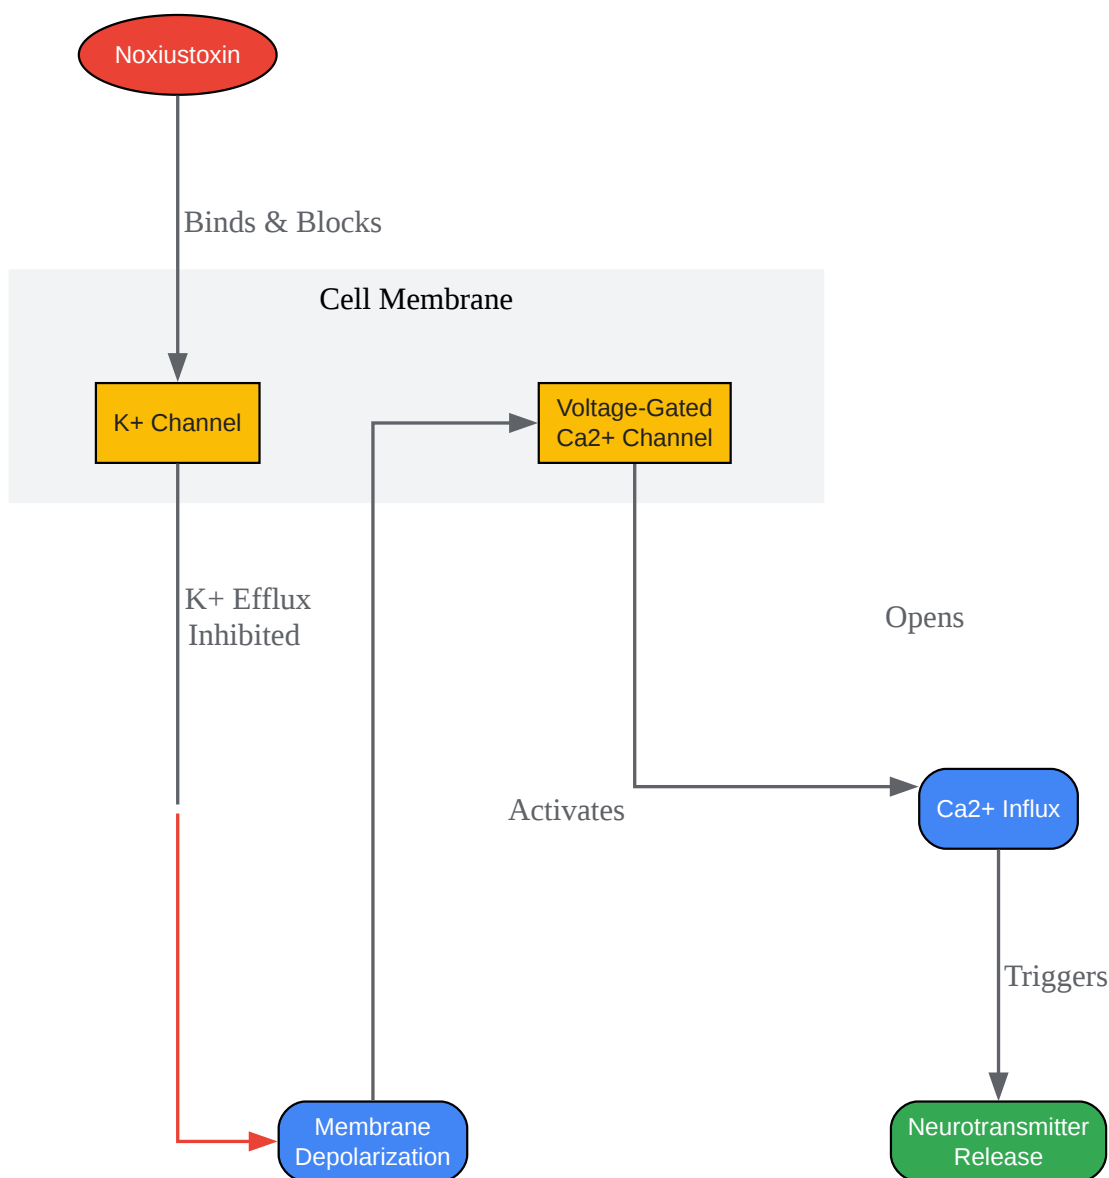 Noxiustoxin
Binds & Blocks
Cell Membrane
K+ Channel
Voltage-Gated
Ca2+ Channel
K+ Efflux
Inhibited
Opens
Activates
Ca2+ Influx
Triggers
Membrane
Depolarization
Neurotransmitter
Release